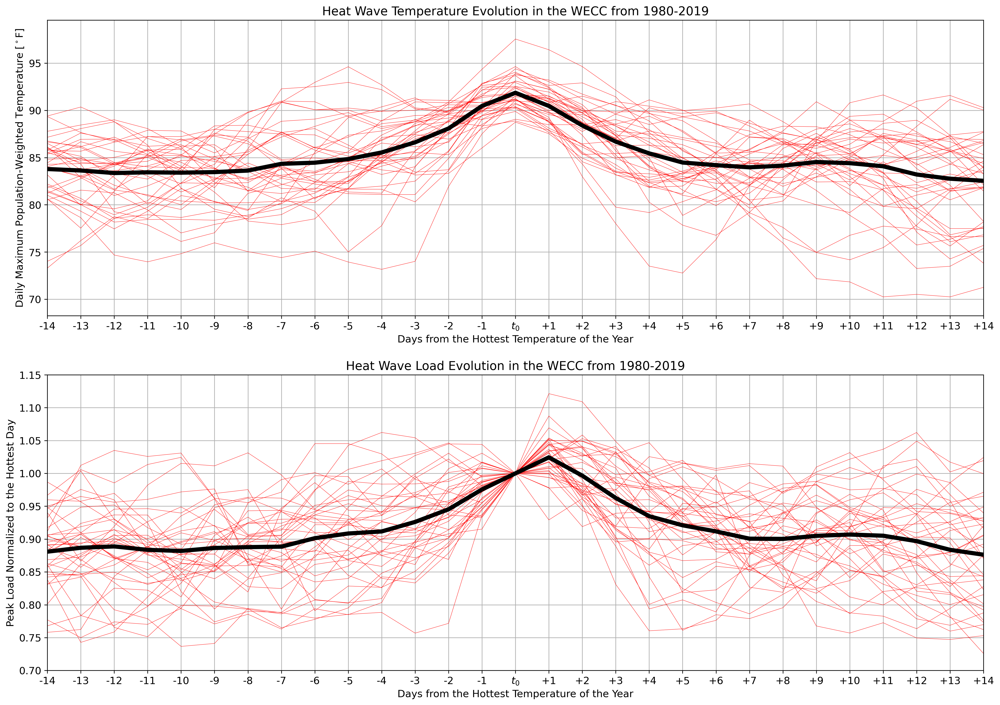 Heat Wave Temperature Evolution in the WECC from 1980-2019
Daily Maximum Population-Weighted Temperature [°F]
95
90
85
80
75
70
-14 -13 -12 -11 -10 -9 -8 -7 -6 -5 -4 -3 -2 -1 t₀ +1 +2 +3 +4 +5 +6 +7 +8 +9 +10 +11 +12 +13 +14
Days from the Hottest Temperature of the Year
Heat Wave Load Evolution in the WECC from 1980-2019
Peak Load Normalized to the Hottest Day
1.15
1.10
1.05
1.00
0.95
0.90
0.85
0.80
0.75
0.70
-14 -13 -12 -11 -10 -9 -8 -7 -6 -5 -4 -3 -2 -1 t₀ +1 +2 +3 +4 +5 +6 +7 +8 +9 +10 +11 +12 +13 +14
Days from the Hottest Temperature of the Year